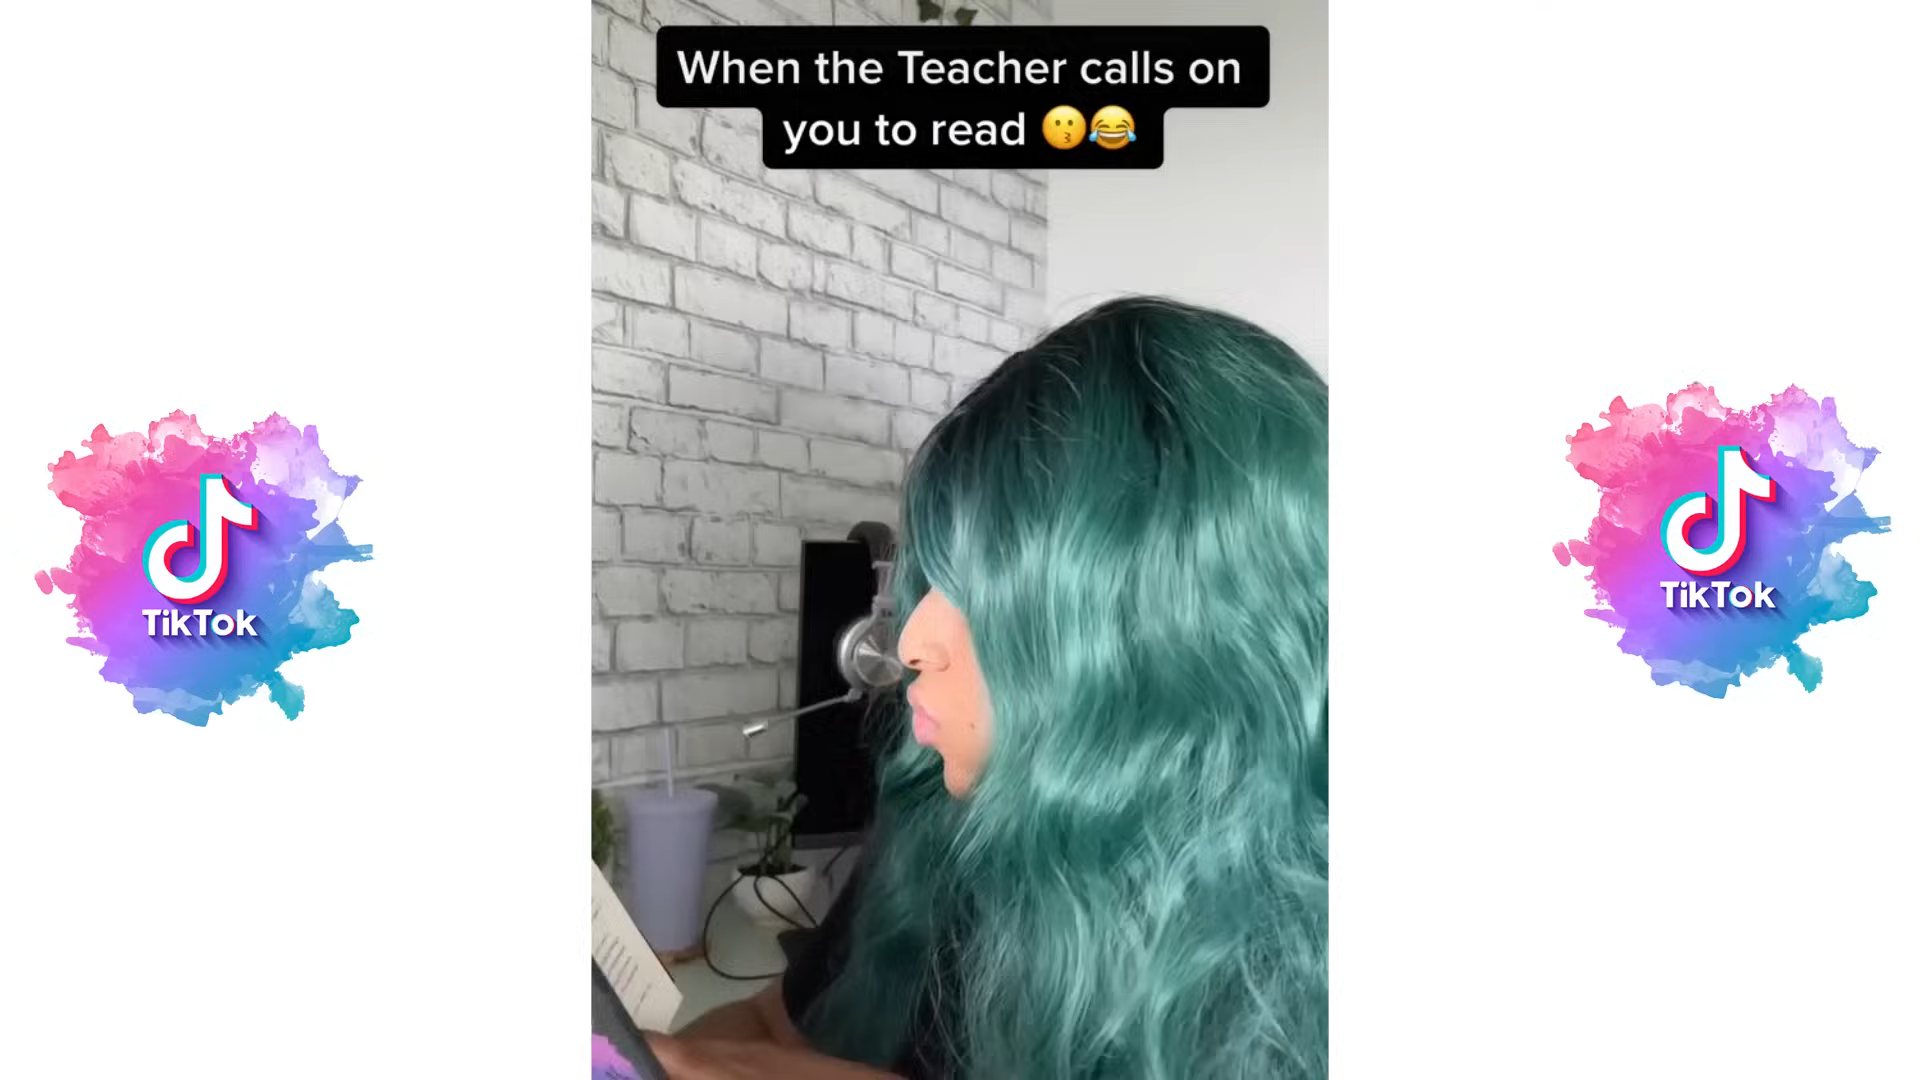 When the Teacher calls on
you to read 😗😂
TikTok
TikTok